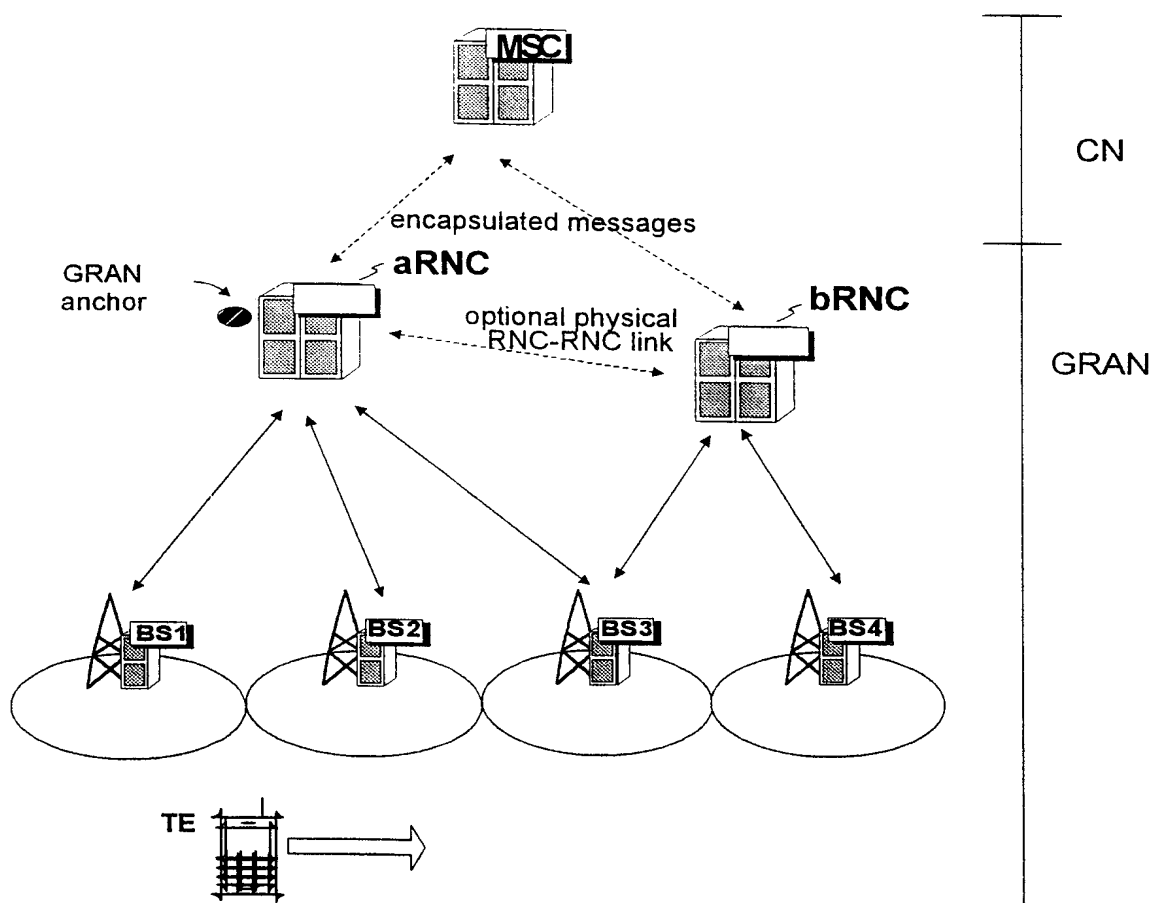 MSC
CN
encapsulated messages
aRNC
GRAN
anchor
bRNC
optional physical
RNC-RNC link
GRAN
BS1
BS2
BS3
BS4
TE